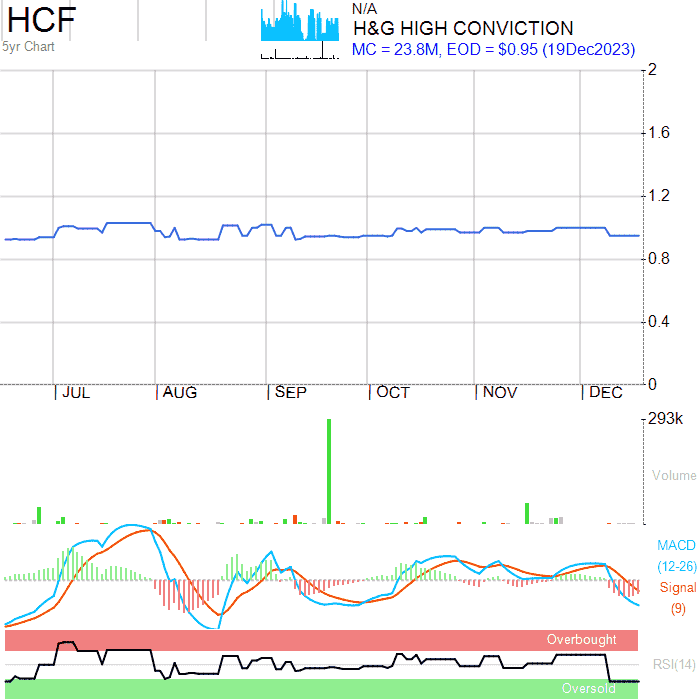 HCF
5yr Chart
N/A
H&G HIGH CONVICTION
MC = 23.8M, EOD = $0.95 (19Dec2023)
2
1.6
1.2
0.8
0.4
0
JUL
AUG
SEP
OCT
NOV
DEC
293k
Volume
MACD
(12-26)
Signal
(9)
Overbought
RSI(14)
Oversold